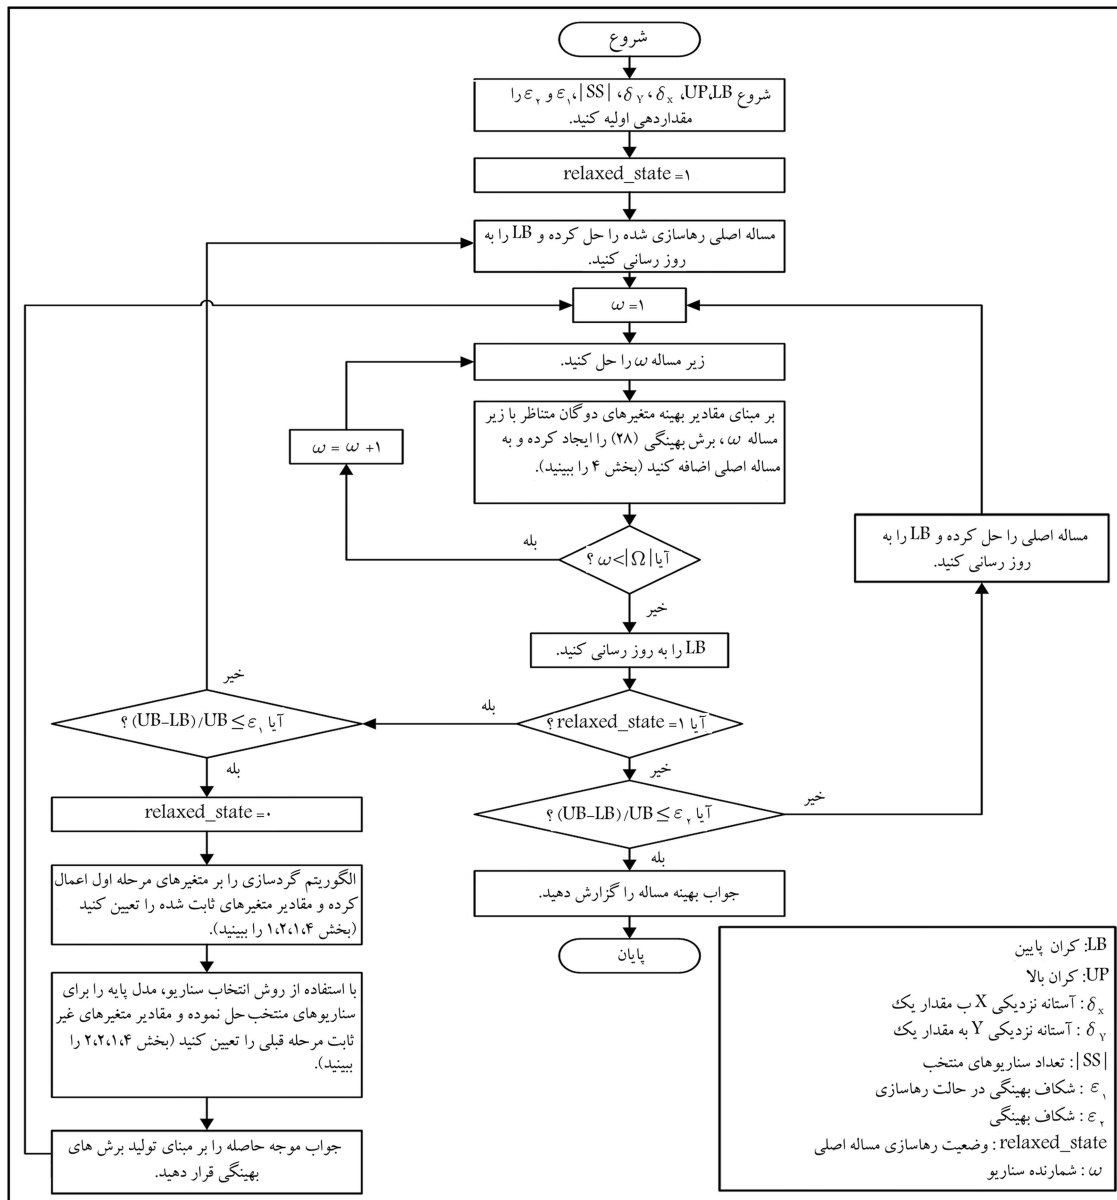 شروع
شروع UP،LB، δ_x، δ_Y، |SS|، ε_۱ و ε_۲ را
مقداردهی اولیه کنید.
relaxed_state =۱
مساله اصلی رهاسازی شده را حل کرده و LB را به
روز رسانی کنید.
ω =۱
زیر مساله ω را حل کنید.
بر مبنای مقادیر بهینه متغیرهای دوگان متناظر با زیر
مساله ω، برش بهینگی (۲۸) را ایجاد کرده و به
مساله اصلی اضافه کنید (بخش ۴ را ببینید).
ω = ω +۱
بله
آیا ω<|Ω| ؟
خیر
مساله اصلی را حل کرده و LB را به
روز رسانی کنید.
LB را به روز رسانی کنید.
آیا relaxed_state =۱ ؟
بله
خیر
خیر
آیا (UB–LB)/UB ≤ ε_۱ ؟
بله
آیا (UB–LB)/UB ≤ ε_۲ ؟
خیر
بله
جواب بهینه مساله را گزارش دهید.
پایان
relaxed_state =۰
الگوریتم گردسازی را بر متغیرهای مرحله اول اعمال
کرده و مقادیر متغیرهای ثابت شده را تعیین کنید
(بخش ۱،۲،۱،۴ را ببینید).
با استفاده از روش انتخاب سناریو، مدل پایه را برای
سناریوهای منتخب حل نموده و مقادیر متغیرهای غیر
ثابت مرحله قبلی را تعیین کنید (بخش ۲،۲،۱،۴ را
ببینید).
جواب موجه حاصله را بر مبنای تولید برش های
بهینگی قرار دهید.
LB: کران پایین
UP: کران بالا
δ_x : آستانه نزدیکی X ب مقدار یک
δ_Y : آستانه نزدیکی Y به مقدار یک
|SS|: تعداد سناریوهای منتخب
ε_۱ : شکاف بهینگی در حالت رهاسازی
ε_۲ : شکاف بهینگی
relaxed_state : وضعیت رهاسازی مساله اصلی
ω : شمارنده سناریو